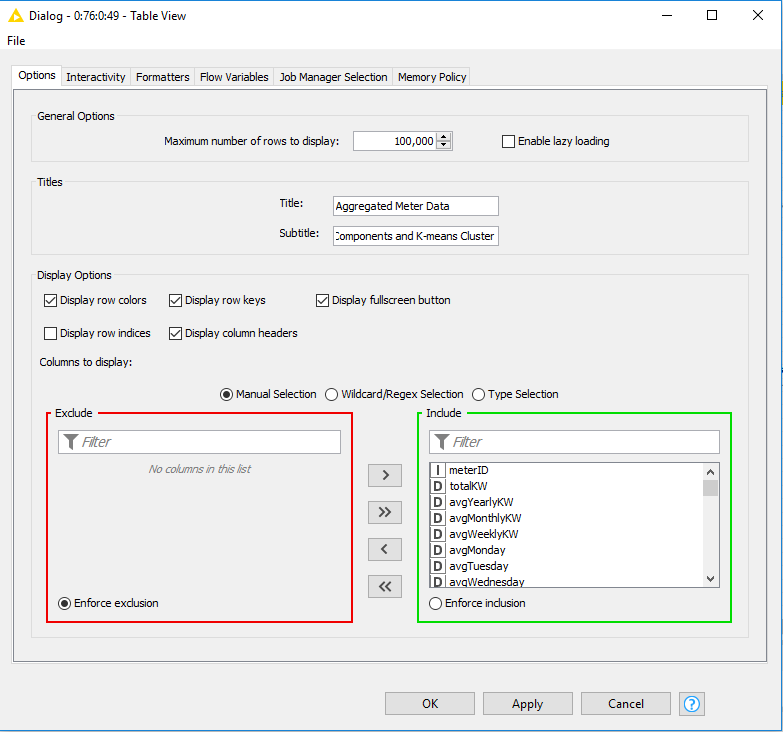 Dialog - 0:76:0:49 - Table View
File
Options Interactivity Formatters Flow Variables Job Manager Selection Memory Policy
General Options
Maximum number of rows to display: 100,000 Enable lazy loading
Titles
Title: Aggregated Meter Data
Subtitle: Components and K-means Cluster
Display Options
Display row colors Display row keys Display fullscreen button
Display row indices Display column headers
Columns to display:
Manual Selection Wildcard/Regex Selection Type Selection
Exclude Include
Filter Filter
No columns in this list
I meterID
D totalKW
D avgYearlyKW
D avgMonthlyKW
D avgWeeklyKW
D avgMonday
D avgTuesday
D avgWednesday
> >> < <<
Enforce exclusion Enforce inclusion
OK Apply Cancel ?